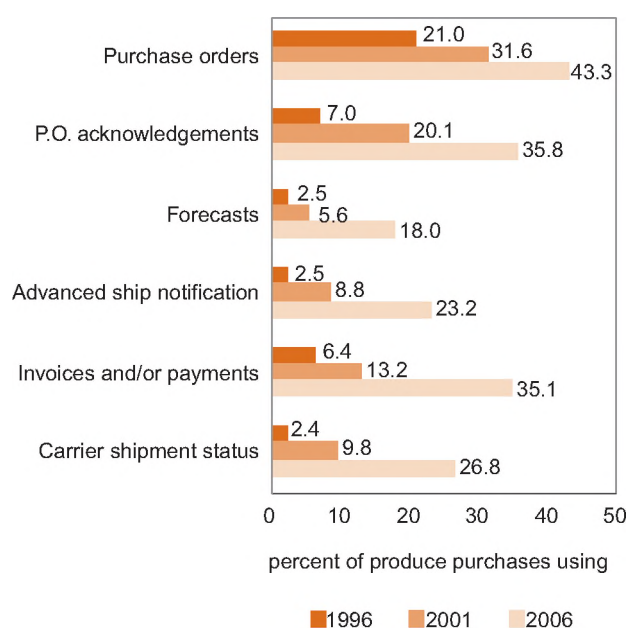 Purchase orders
21.0
31.6
43.3
P.O. acknowledgements
7.0
20.1
35.8
Forecasts
2.5
5.6
18.0
Advanced ship notification
2.5
8.8
23.2
Invoices and/or payments
6.4
13.2
35.1
Carrier shipment status
2.4
9.8
26.8
0 10 20 30 40 50
percent of produce purchases using
1996 2001 2006